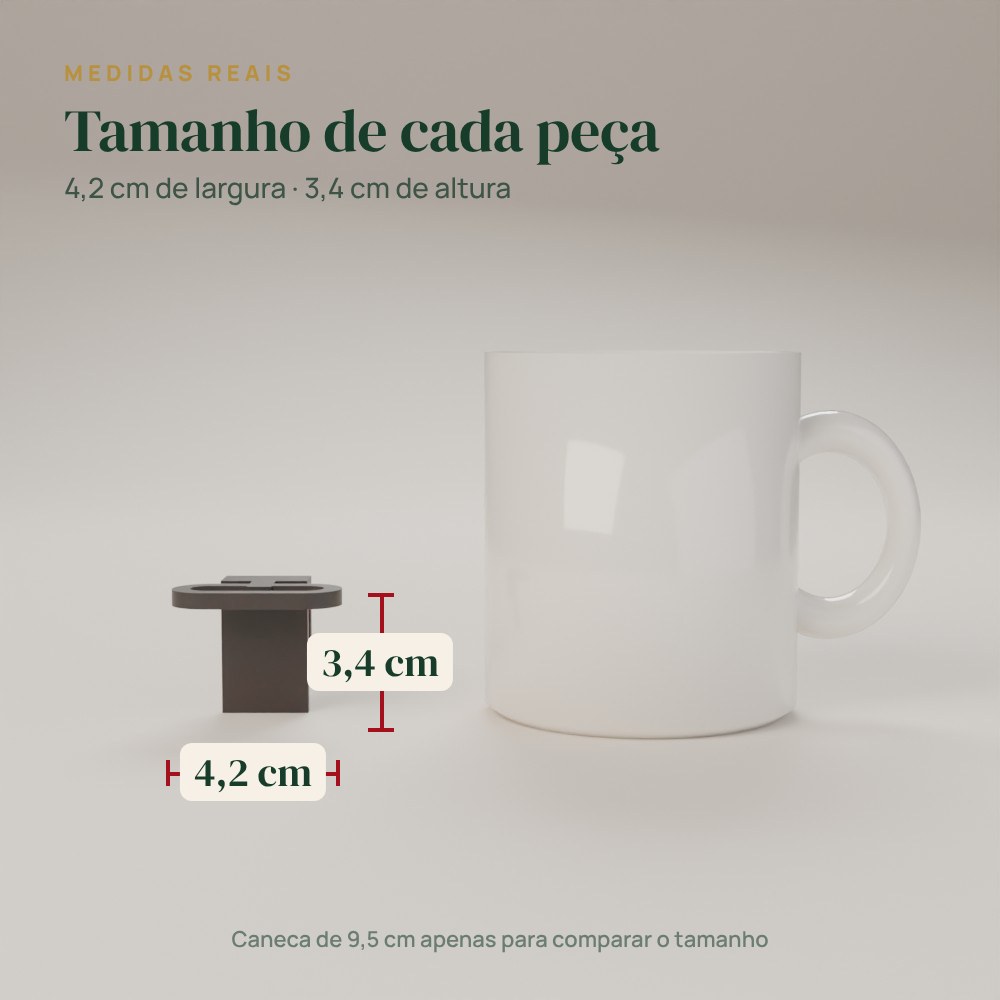 MEDIDAS REAIS
Tamanho de cada peça
4,2 cm de largura · 3,4 cm de altura
3,4 cm
4,2 cm
Caneca de 9,5 cm apenas para comparar o tamanho